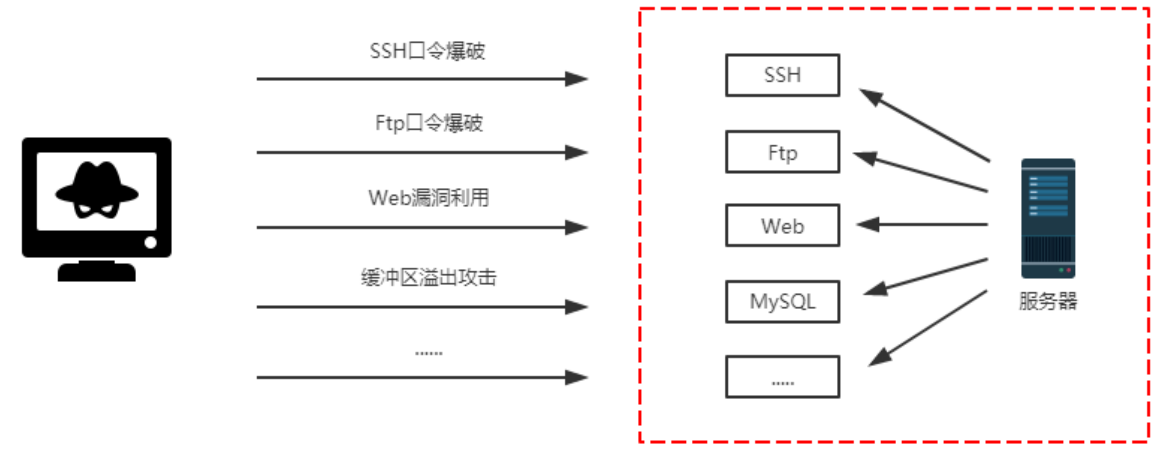 SSH口令爆破
SSH
Ftp口令爆破
Ftp
Web漏洞利用
Web
缓冲区溢出攻击
MySQL
服务器
......
.....